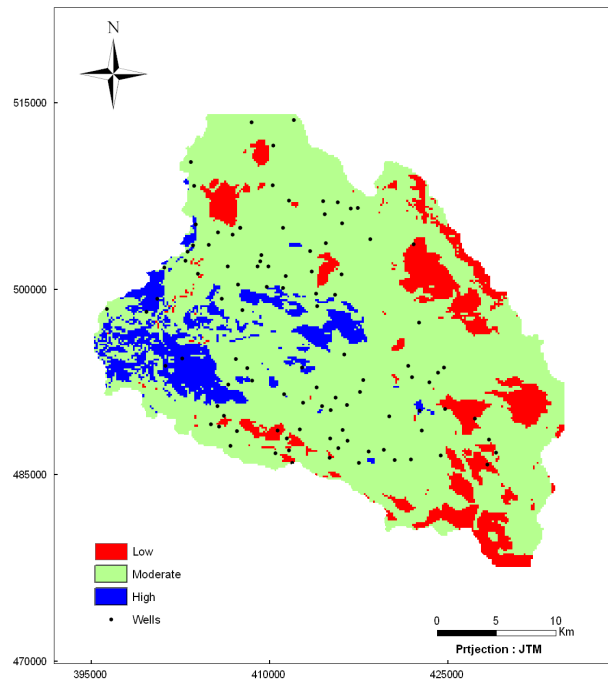 N
515000
500000
485000
470000
Low
Moderate
High
Wells
0 5 10
Km
Prtjection : JTM
395000 410000 425000